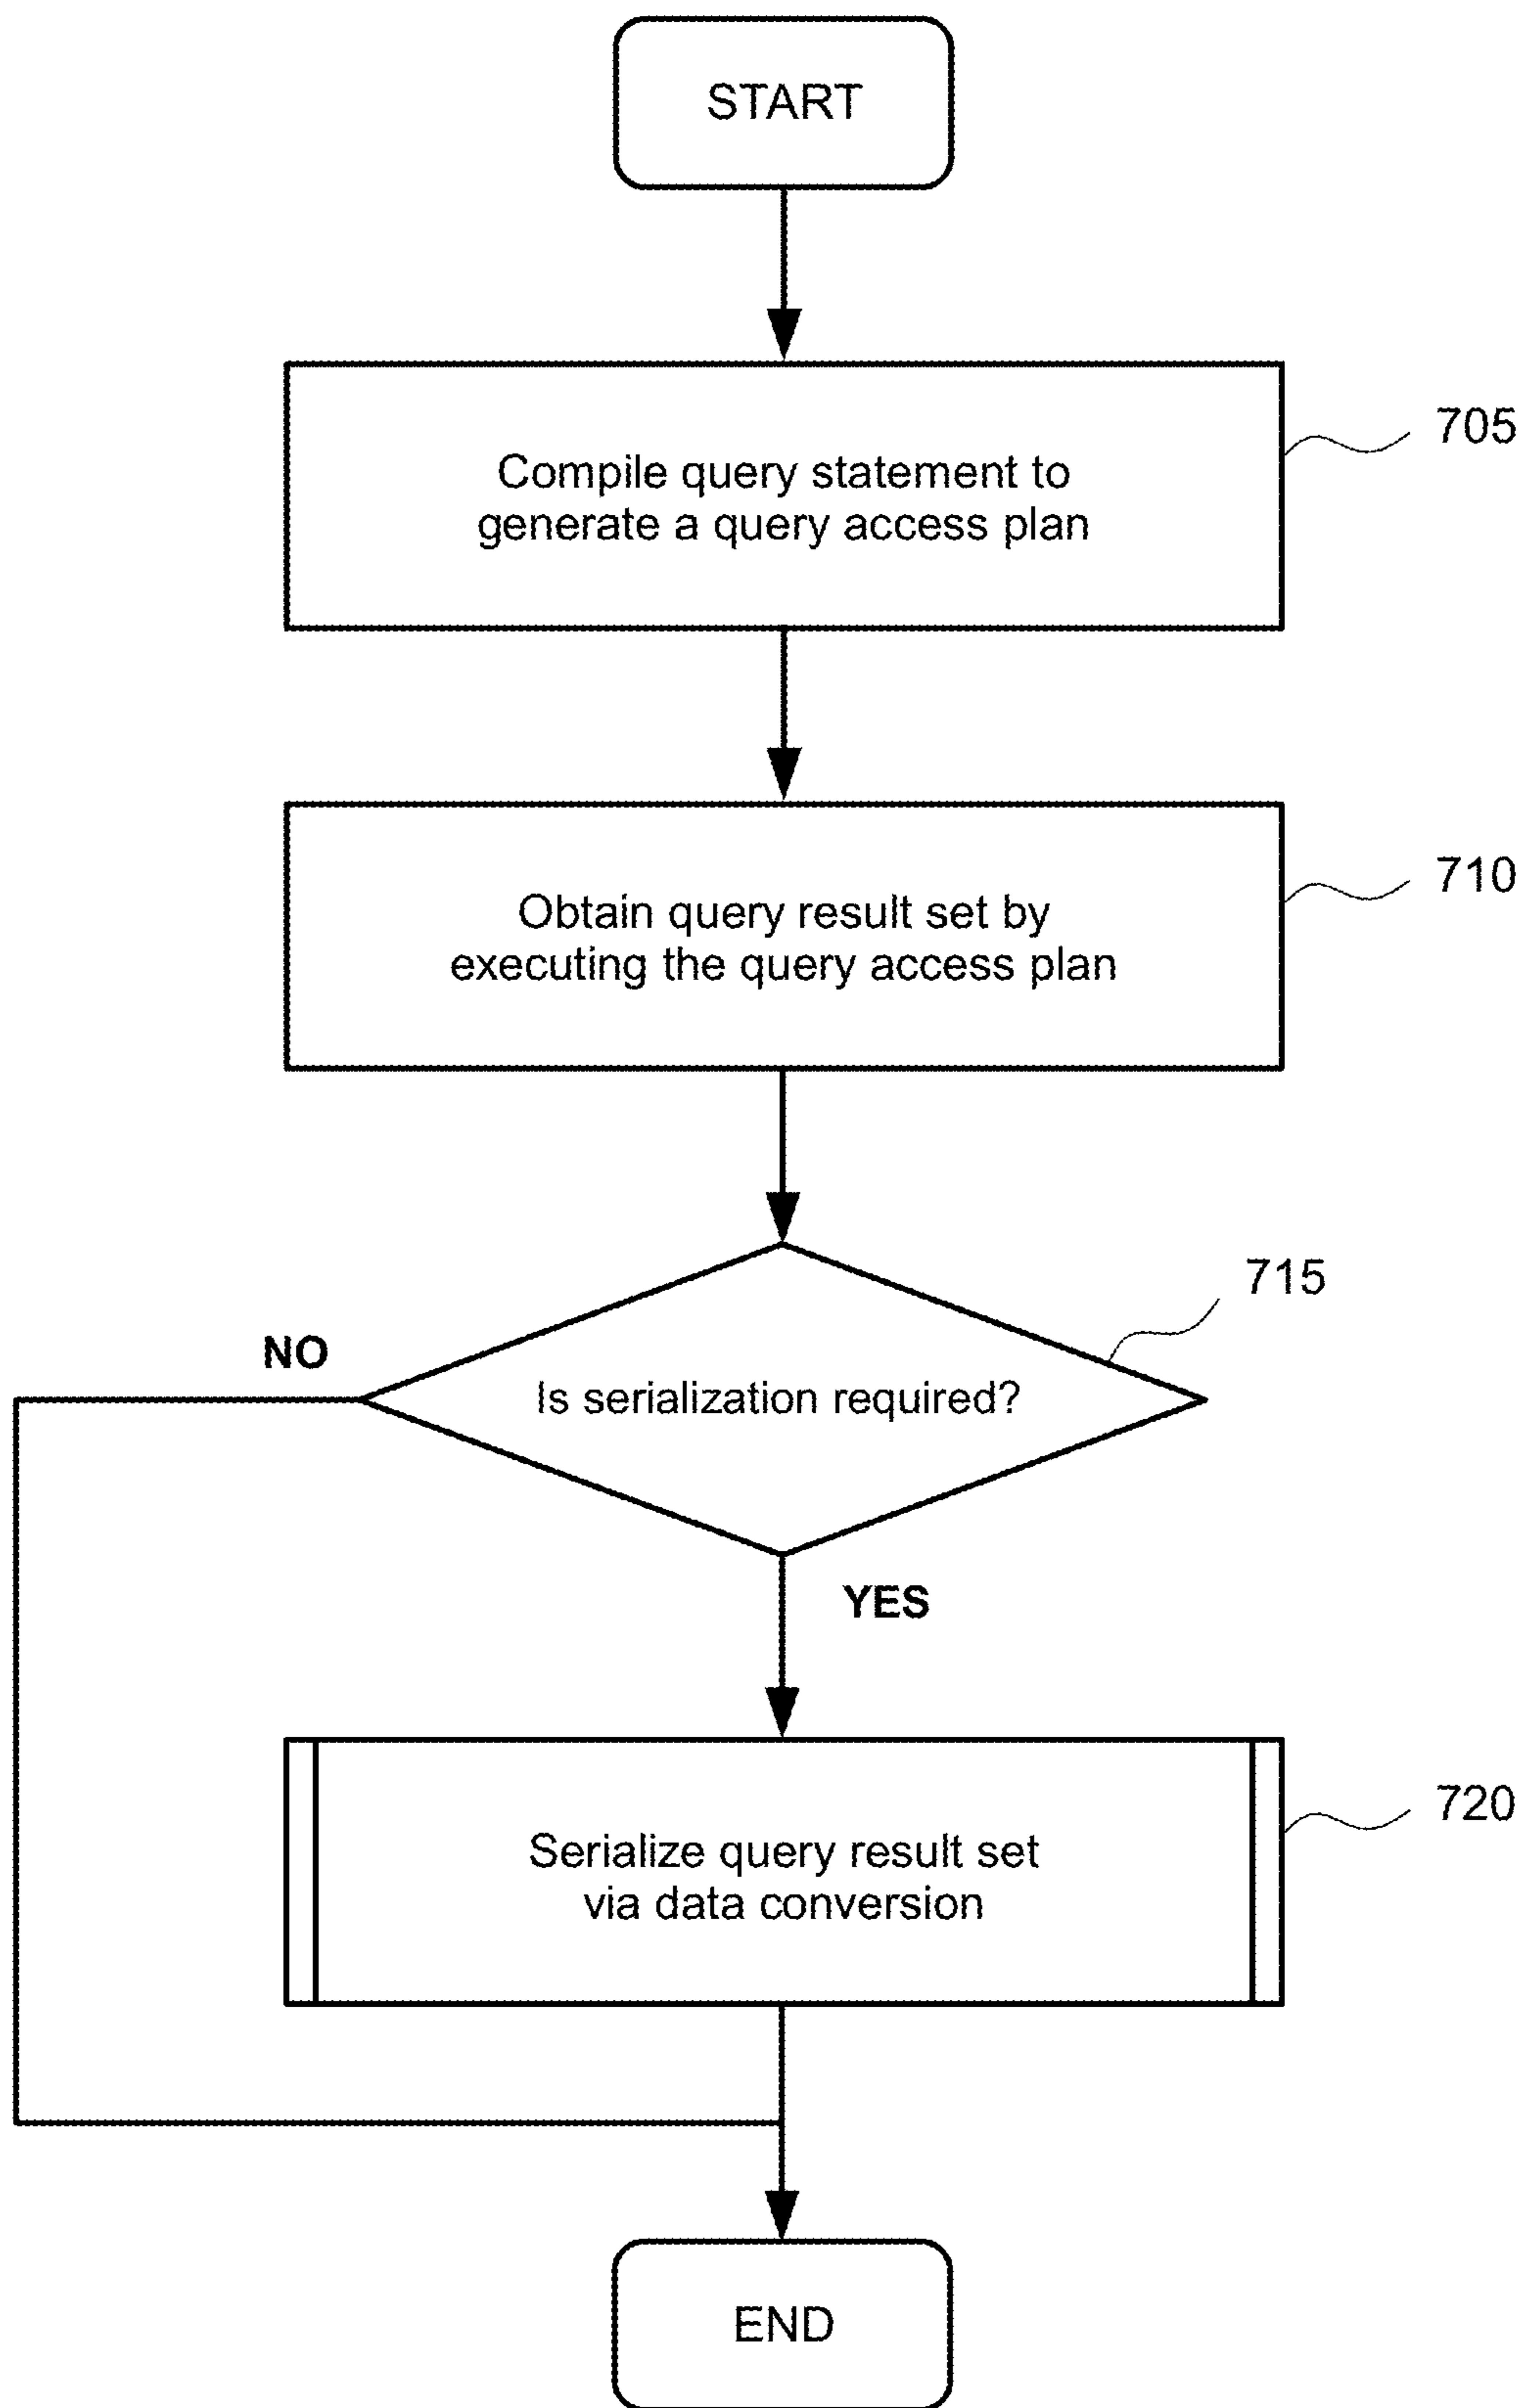 START
Compile query statement to
generate a query access plan
705
Obtain query result set by
executing the query access plan
710
715
NO
Is serialization required?
YES
Serialize query result set
via data conversion
720
END